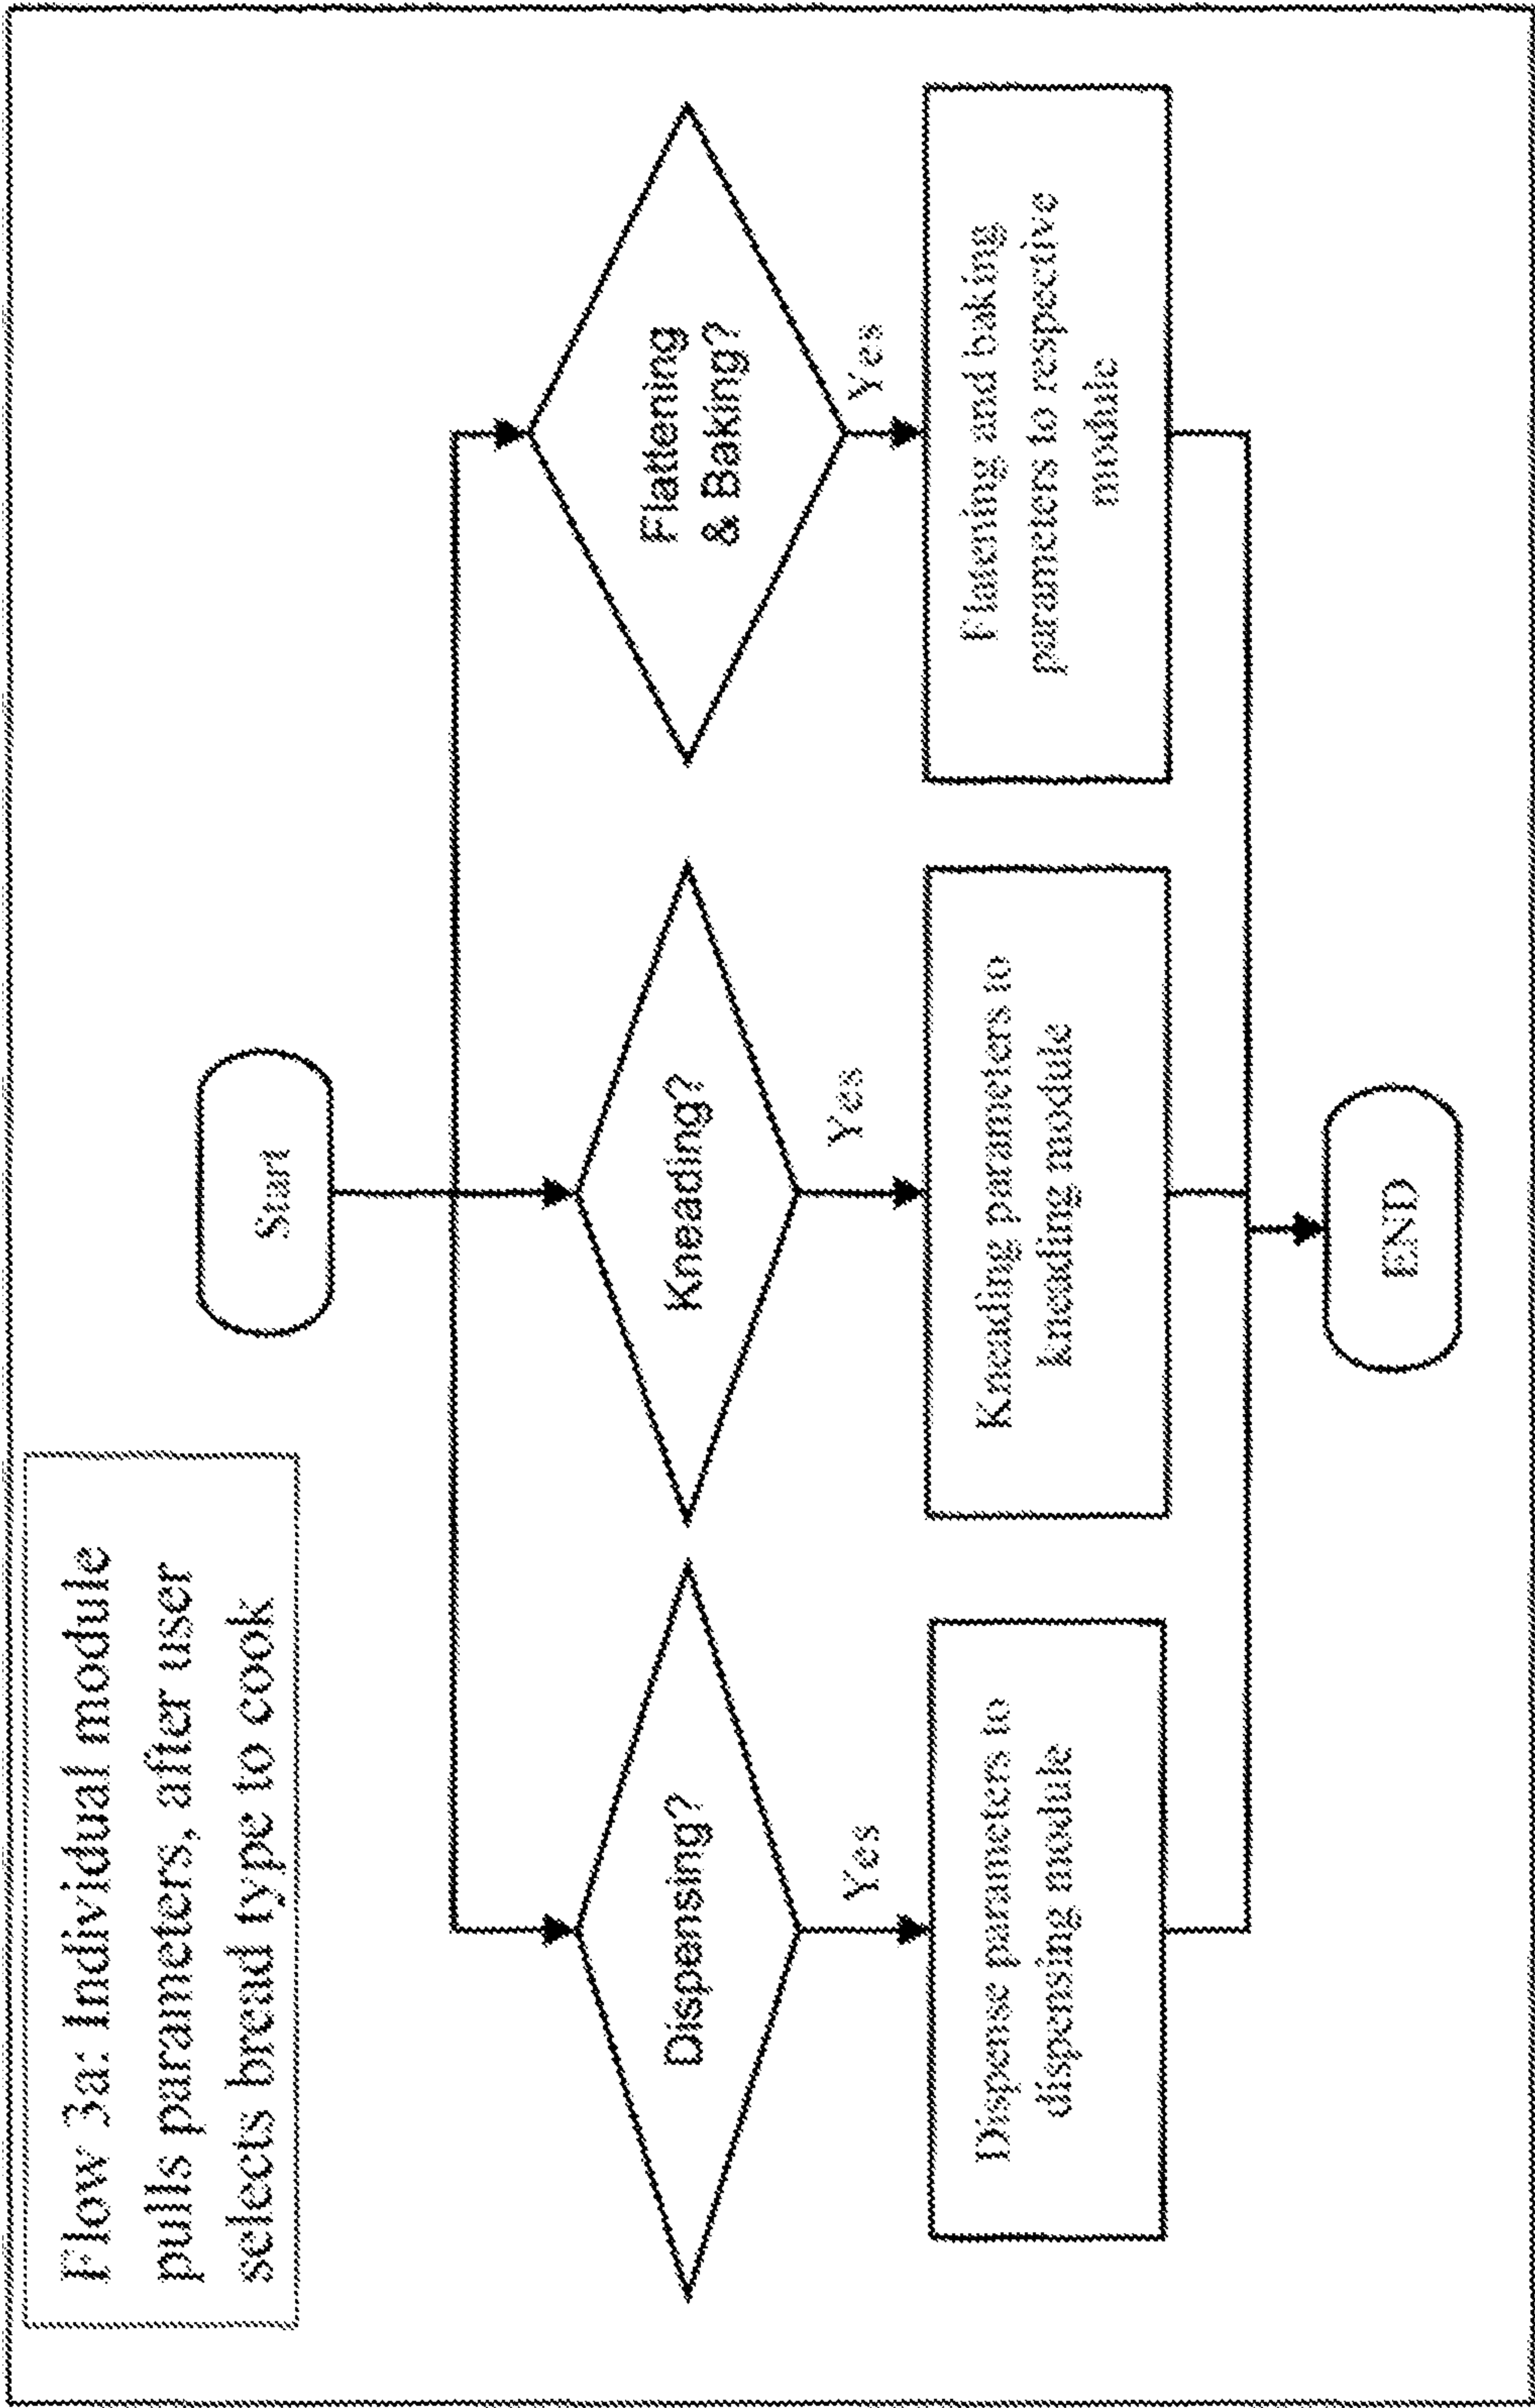 Flow 3a: Individual module
pulls parameters, after user
selects bread type to cook
Start
Dispensing?
Kneading?
Flattening
& Baking?
Yes
Yes
Yes
Dispense parameters to
dispensing module
Kneading parameters to
kneading module
Flatening and baking
parameters to respective
module
END